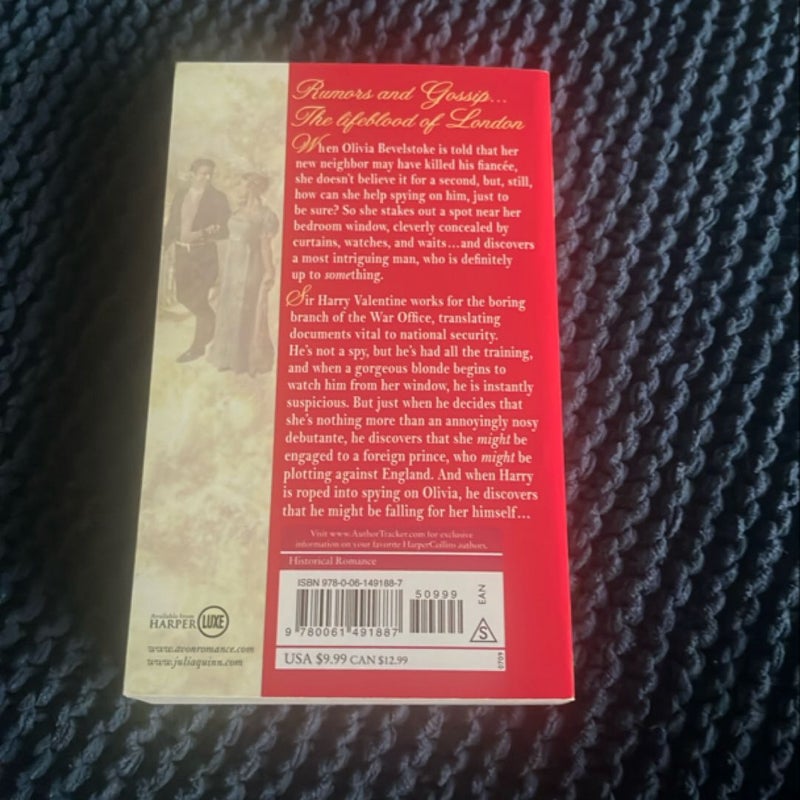 Rumors and Gossip...
The lifeblood of London
When Olivia Bevelstoke is told that her
new neighbor may have killed his fiancée,
she doesn't believe it for a second, but, still,
how can she help spying on him, just to
be sure? So she stakes out a spot near her
bedroom window, cleverly concealed by
curtains, watches, and waits...and discovers
a most intriguing man, who is definitely
up to something.
Sir Harry Valentine works for the boring
branch of the War Office, translating
documents vital to national security.
He's not a spy, but he's had all the training,
and when a gorgeous blonde begins to
watch him from her window, he is instantly
suspicious. But just when he decides that
she's nothing more than an annoyingly nosy
debutante, he discovers that she might be
engaged to a foreign prince, who might be
plotting against England. And when Harry
is roped into spying on Olivia, he discovers
that he might be falling for her himself...
Visit www.AuthorTracker.com for exclusive
information on your favorite HarperCollins authors.
Historical Romance
ISBN 978-0-06-149188-7
50999
EAN
9 780061 491887
S
USA $9.99 CAN $12.99
0709
Available from
HARPER LUXE
www.avonromance.com
www.juliaquinn.com